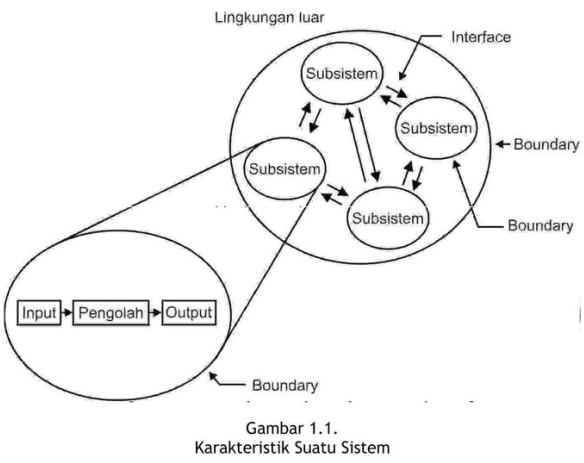 Lingkungan luar
Interface
Subsistem
Subsistem
Boundary
Subsistem
Subsistem
Boundary
Input
Pengolah
Output
Boundary
Gambar 1.1.
Karakteristik Suatu Sistem